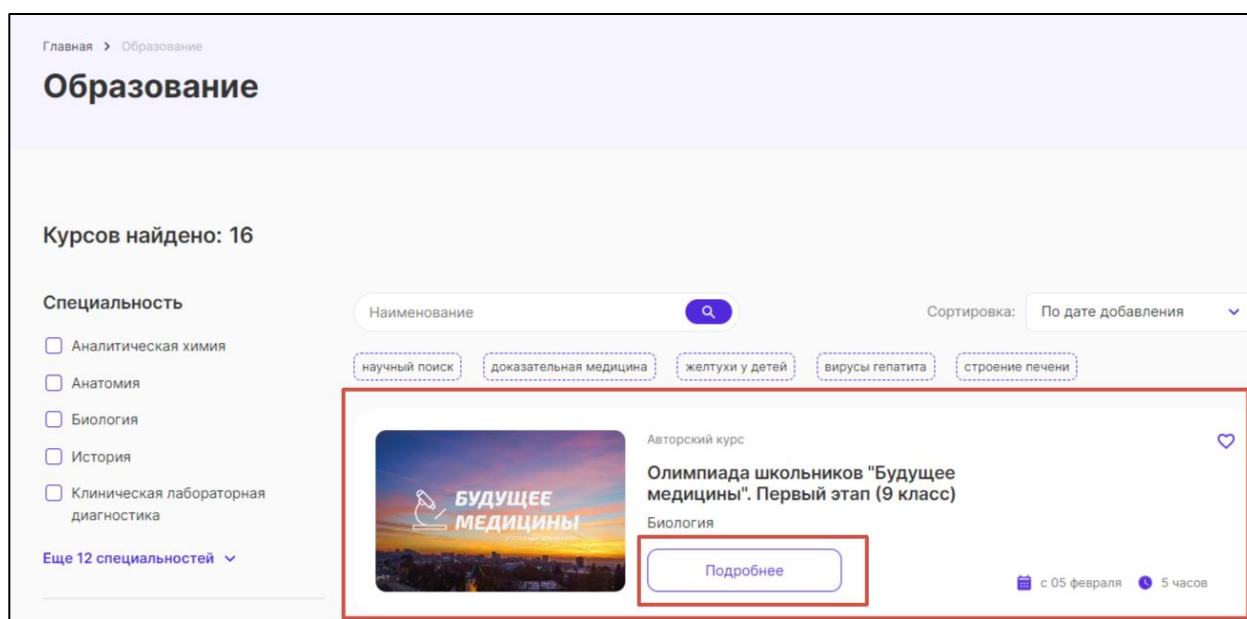 Главная > Образование
Образование
Курсов найдено: 16
Специальность
Аналитическая химия
Анатомия
Биология
История
Клиническая лабораторная
диагностика
Еще 12 специальностей
Наименование
Сортировка: По дате добавления
научный поиск доказательная медицина желтухи у детей вирусы гепатита строение печени
БУДУЩЕЕ
МЕДИЦИНЫ
Авторский курс
Олимпиада школьников "Будущее
медицины". Первый этап (9 класс)
Биология
Подробнее
с 05 февраля 5 часов